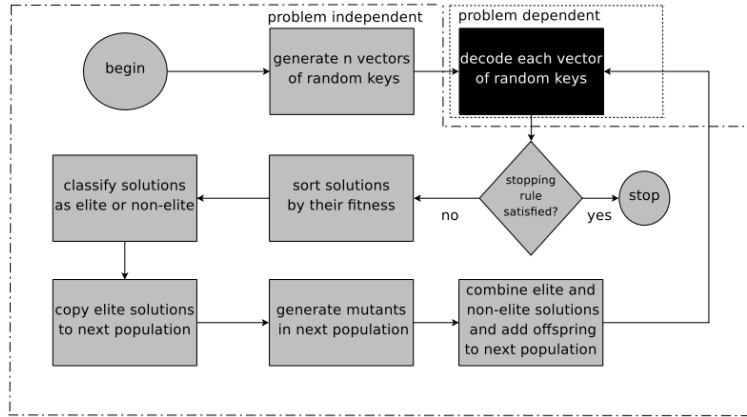 problem independent
problem dependent
begin
generate n vectors
of random keys
decode each vector
of random keys
classify solutions
as elite or non-elite
sort solutions
by their fitness
stopping
rule
satisfied?
no
yes
stop
copy elite solutions
to next population
generate mutants
in next population
combine elite and
non-elite solutions
and add offspring
to next population